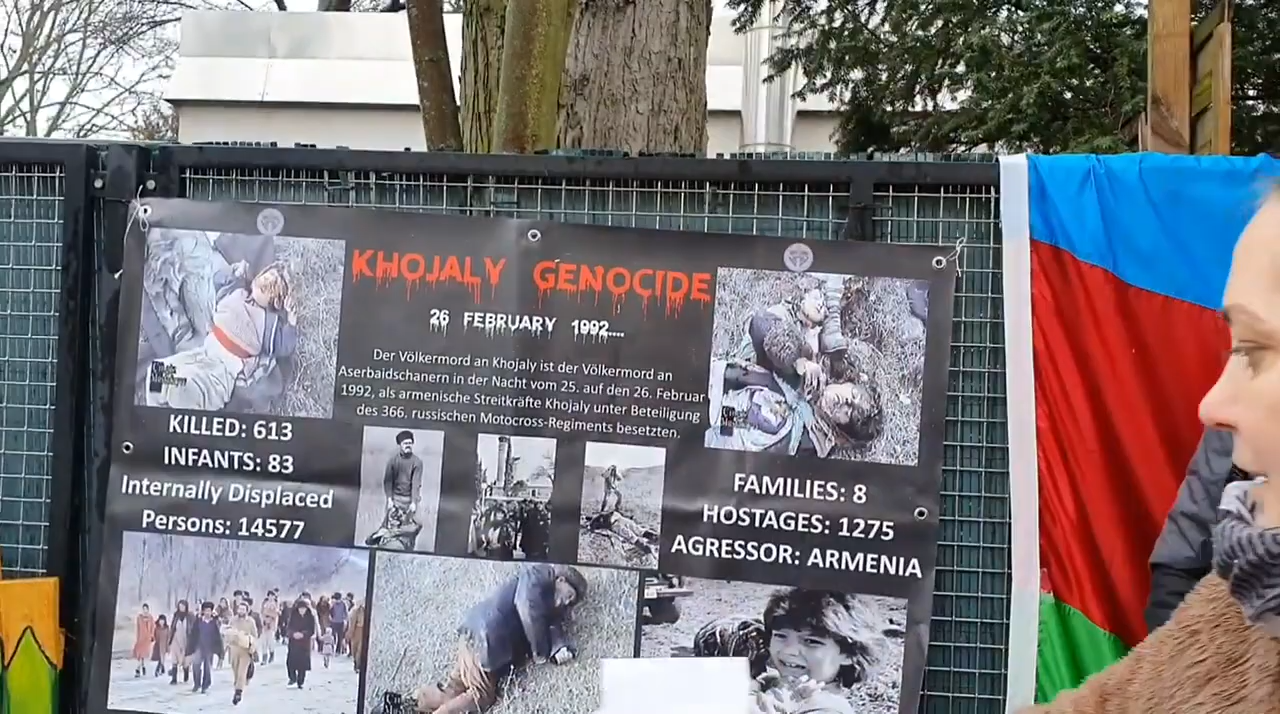 KHOJALY GENOCIDE
26 FEBRUARY 1992....
Der Völkermord an Khojaly ist der Völkermord an
Aserbaidschanern in der Nacht vom 25. auf den 26. Februar
1992, als armenische Streitkräfte Khojaly unter Beteiligung
des 366. russischen Motocross-Regiments besetzten.
KILLED: 613
INFANTS: 83
Internally Displaced
Persons: 14577
FAMILIES: 8
HOSTAGES: 1275
AGRESSOR: ARMENIA